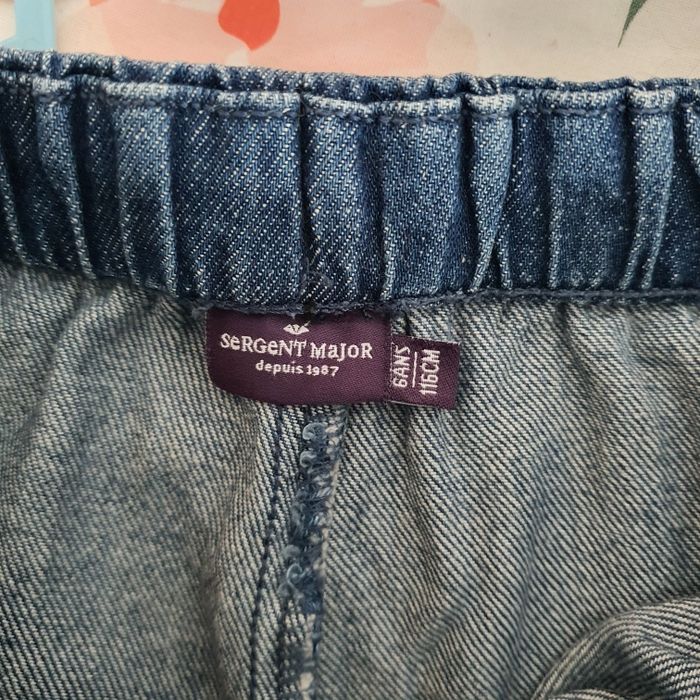 SeRGeNT MaJoR
depuis 1987
6ANS
116CM